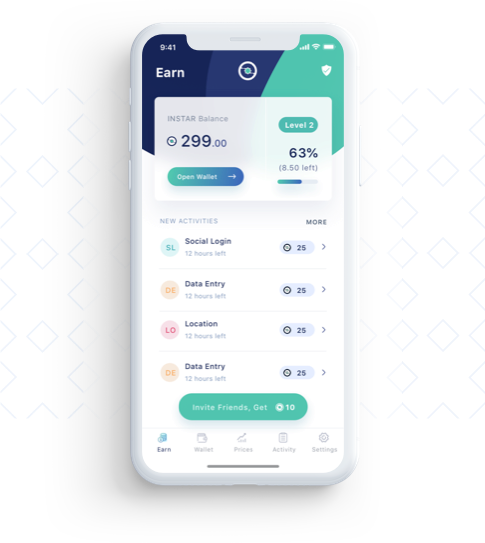 9:41
Earn
INSTAR Balance
299.00
Open Wallet
Level 2
63%
(8.50 left)
NEW ACTIVITIES
MORE
SL
Social Login
12 hours left
25
DE
Data Entry
12 hours left
25
LO
Location
12 hours left
25
DE
Data Entry
12 hours left
25
Invite Friends, Get 10
Earn
Wallet
Prices
Activity
Settings